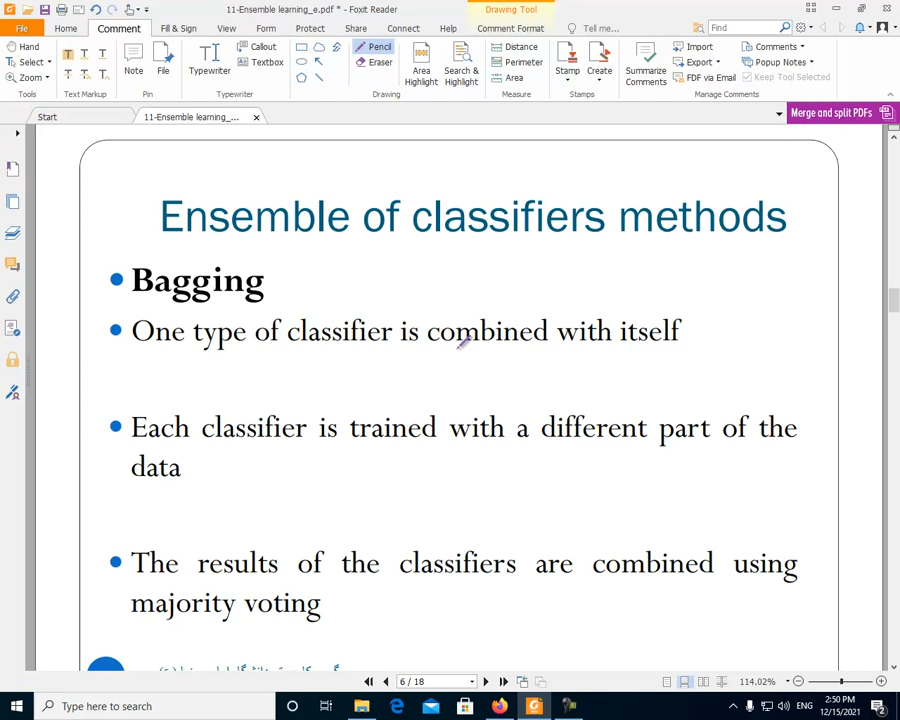 11-Ensemble learning_e.pdf * - Foxit Reader
Drawing Tool
File Home Comment Fill & Sign View Form Protect Share Connect Help Comment Format Tell me... Find
Hand
Select
Zoom
Tools
T T T
T T T
Text Markup
Note
File
Pin
Typewriter
Callout
Textbox
Typewriter
Pencil
Eraser
Area Highlight
Search & Highlight
Drawing
Distance
Perimeter
Area
Measure
Stamp
Create
Stamps
Summarize Comments
Import
Export
FDF via Email
Comments
Popup Notes
Keep Tool Selected
Manage Comments
Start
11-Ensemble learning_...
Merge and split PDFs
Ensemble of classifiers methods
Bagging
One type of classifier is combined with itself
Each classifier is trained with a different part of the
data
The results of the classifiers are combined using
majority voting
6 / 18
114.02%
Type here to search
ENG
2:50 PM
12/15/2021
2